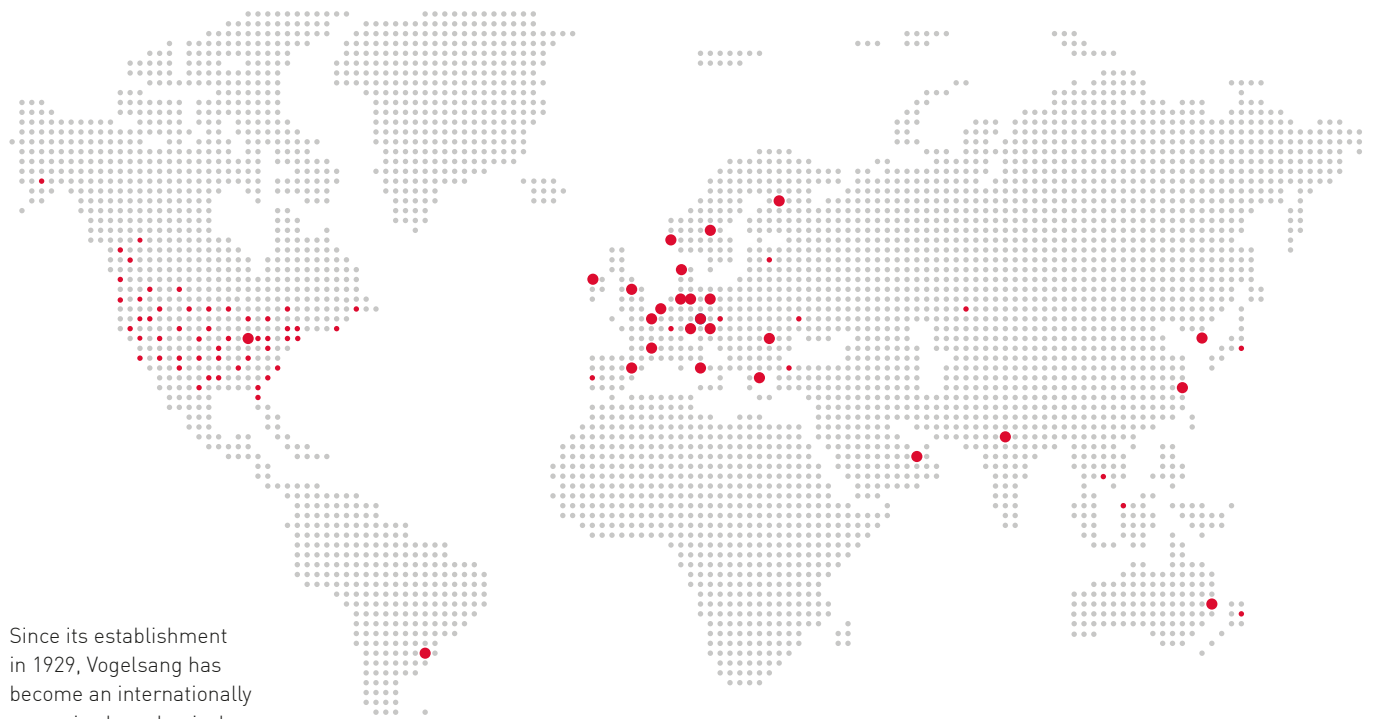 Since its establishment
in 1929, Vogelsang has
become an internationally